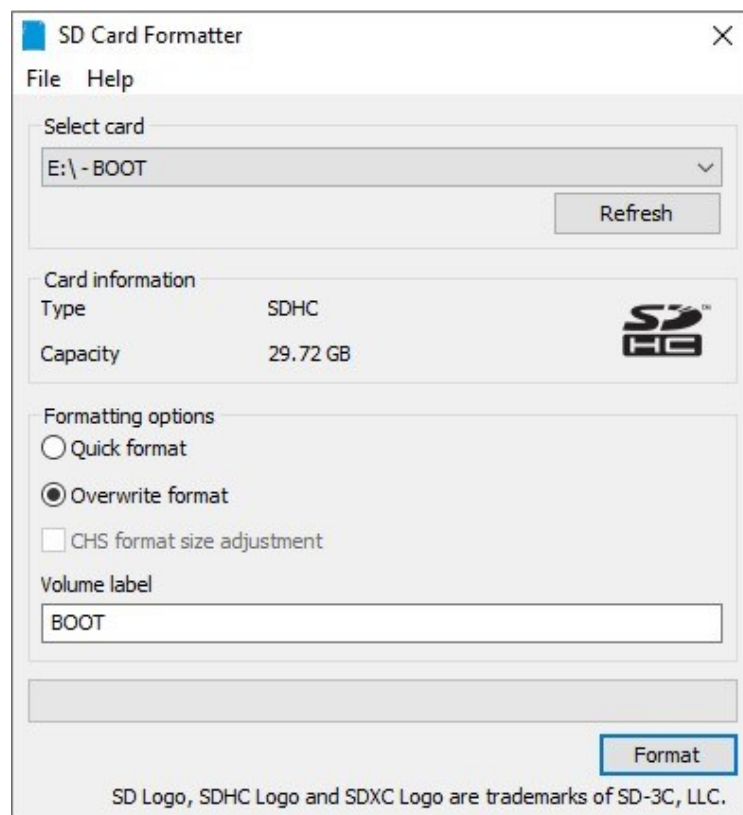 SD Card Formatter
File Help
Select card
E:\ - BOOT
Refresh
Card information
Type SDHC
SD™
HC
Capacity 29.72 GB
Formatting options
Quick format
Overwrite format
CHS format size adjustment
Volume label
BOOT
Format
SD Logo, SDHC Logo and SDXC Logo are trademarks of SD-3C, LLC.